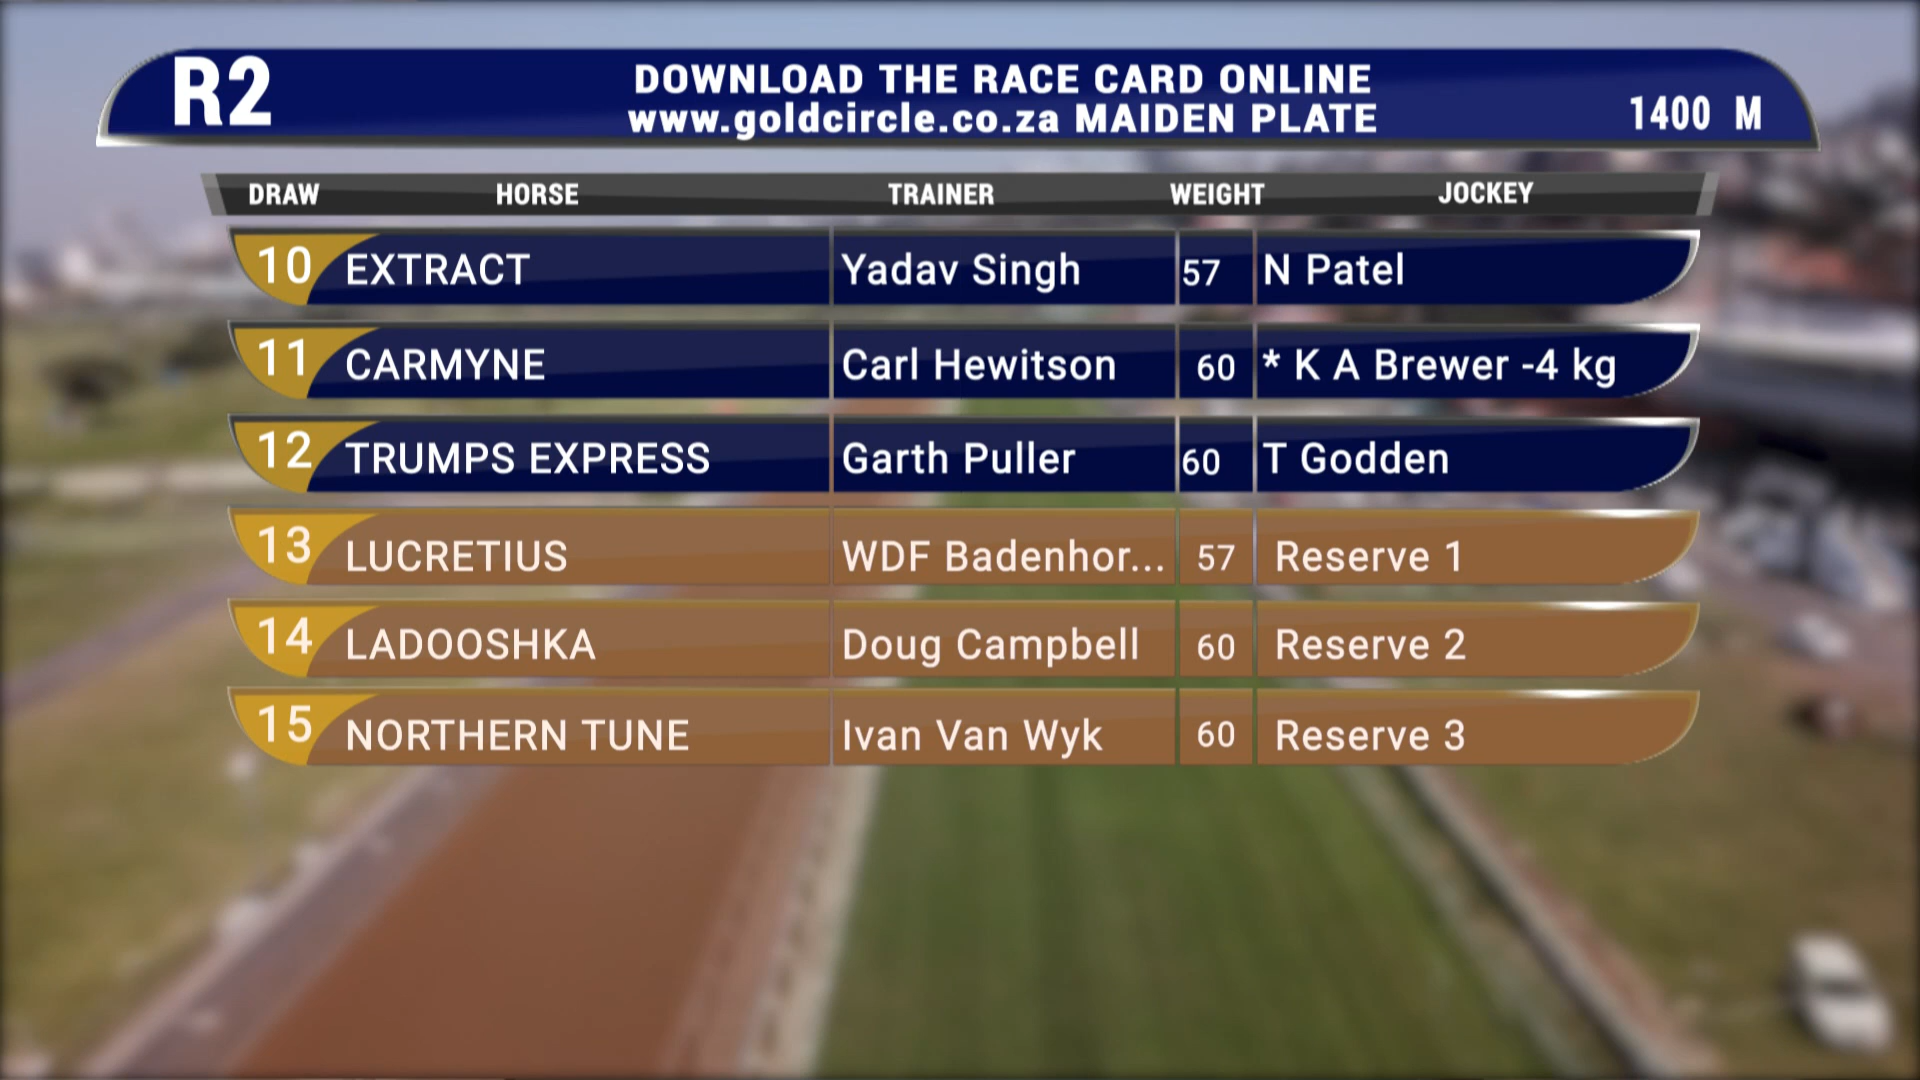 R2
DOWNLOAD THE RACE CARD ONLINE
www.goldcircle.co.za MAIDEN PLATE
1400 M
DRAW HORSE TRAINER WEIGHT JOCKEY
10 EXTRACT Yadav Singh 57 N Patel
11 CARMYNE Carl Hewitson 60 * K A Brewer -4 kg
12 TRUMPS EXPRESS Garth Puller 60 T Godden
13 LUCRETIUS WDF Badenhor... 57 Reserve 1
14 LADOOSHKA Doug Campbell 60 Reserve 2
15 NORTHERN TUNE Ivan Van Wyk 60 Reserve 3